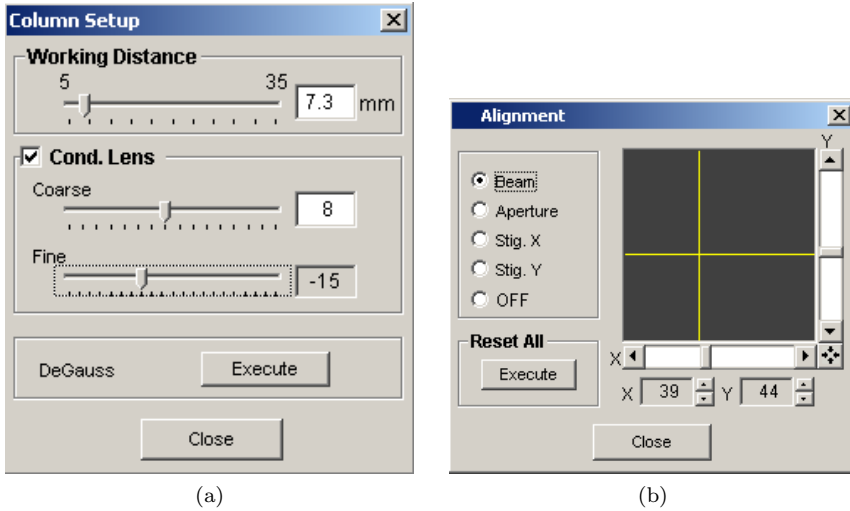 Column Setup
Working Distance
5 35
7.3 mm
Cond. Lens
Coarse
8
Fine
-15
DeGauss Execute
Close
(a)
Alignment
Y
Beam
Aperture
Stig. X
Stig. Y
OFF
Reset All
Execute
X
X 39 Y 44
Close
(b)